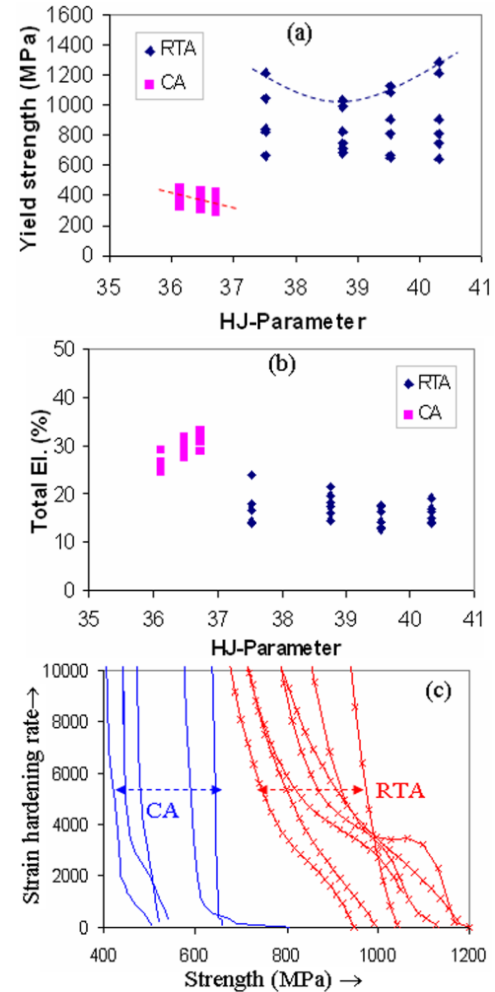 1600
1400
1200
1000
800
600
400
200
0
Yield strength (MPa)
(a)
RTA
CA
35 36 37 38 39 40 41
HJ-Parameter
50
40
30
20
10
0
Total El. (%)
(b)
RTA
CA
35 36 37 38 39 40 41
HJ-Parameter
10000
8000
6000
4000
2000
0
Strain hardening rate→
(c)
CA
RTA
400 600 800 1000 1200
Strength (MPa) →